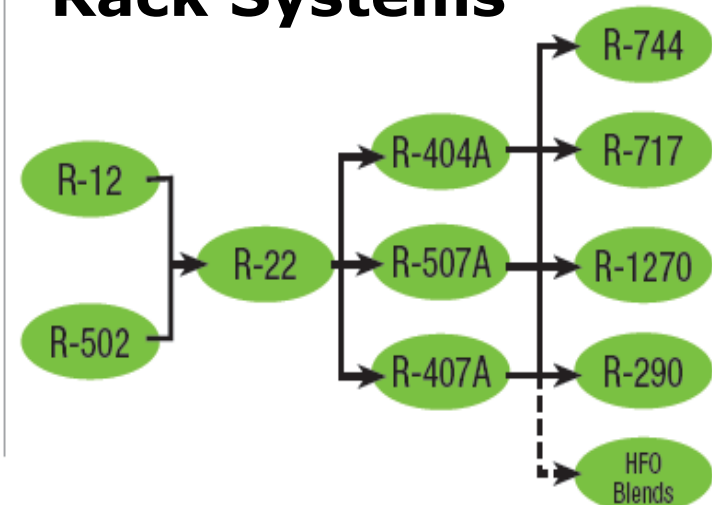 Rack Systems
R-12
R-502
R-22
R-404A
R-507A
R-407A
R-744
R-717
R-1270
R-290
HFO
Blends